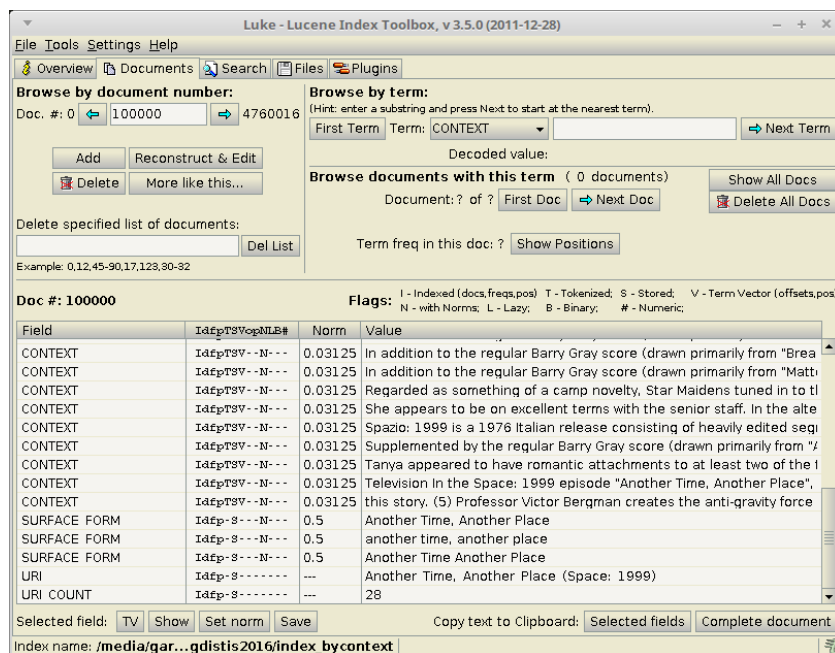 Luke - Lucene Index Toolbox, v 3.5.0 (2011-12-28)
File Tools Settings Help
Overview Documents Search Files Plugins
Browse by document number:
Doc. #: 0 100000 4760016
Add Reconstruct & Edit
Delete More like this...
Delete specified list of documents:
Del List
Example: 0,12,45-90,17,123,30-32
Browse by term:
(Hint: enter a substring and press Next to start at the nearest term).
First Term Term: CONTEXT Next Term
Decoded value:
Browse documents with this term ( 0 documents)
Document: ? of ? First Doc Next Doc
Show All Docs
Delete All Docs
Term freq in this doc: ? Show Positions
Doc #: 100000
Flags: I - Indexed (docs,freqs,pos) T - Tokenized; S - Stored; V - Term Vector (offsets,pos
N - with Norms; L - Lazy; B - Binary; # - Numeric;
Field IdfpTSVopNLB# Norm Value
CONTEXT IdfpTSV--N--- 0.03125 In addition to the regular Barry Gray score (drawn primarily from "Brea
CONTEXT IdfpTSV--N--- 0.03125 In addition to the regular Barry Gray score (drawn primarily from "Matt
CONTEXT IdfpTSV--N--- 0.03125 Regarded as something of a camp novelty, Star Maidens tuned in to
CONTEXT IdfpTSV--N--- 0.03125 She appears to be on excellent terms with the senior staff. In the alte
CONTEXT IdfpTSV--N--- 0.03125 Spazio: 1999 is a 1976 Italian release consisting of heavily edited
CONTEXT IdfpTSV--N--- 0.03125 Supplemented by the regular Barry Gray score (drawn primarily from
CONTEXT IdfpTSV--N--- 0.03125 Tanya appeared to have romantic attachments to at least two of the
CONTEXT IdfpTSV--N--- 0.03125 Television In the Space: 1999 episode "Another Time, Another Place",
CONTEXT IdfpTSV--N--- 0.03125 this story. (5) Professor Victor Bergman creates the anti-gravity force
SURFACE FORM Idfp-S---N--- 0.5 Another Time, Another Place
SURFACE FORM Idfp-S---N--- 0.5 another time, another place
SURFACE FORM Idfp-S---N--- 0.5 Another Time Another Place
URI Idfp-S------- --- Another Time, Another Place (Space: 1999)
URI COUNT Idfp-S------- --- 28
Selected field: TV Show Set norm Save Copy text to Clipboard: Selected fields Complete document
Index name: /media/gar...gdistis2016/index_bycontext